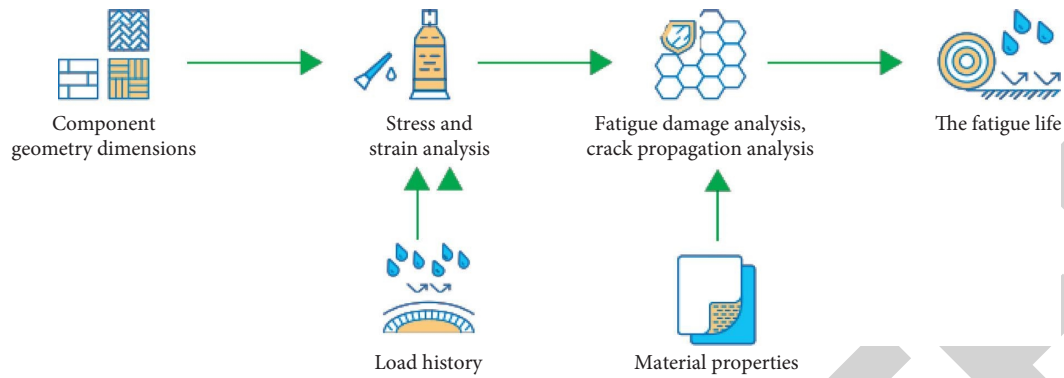 Component
geometry dimensions
Stress and
strain analysis
Fatigue damage analysis,
crack propagation analysis
The fatigue life
Load history
Material properties